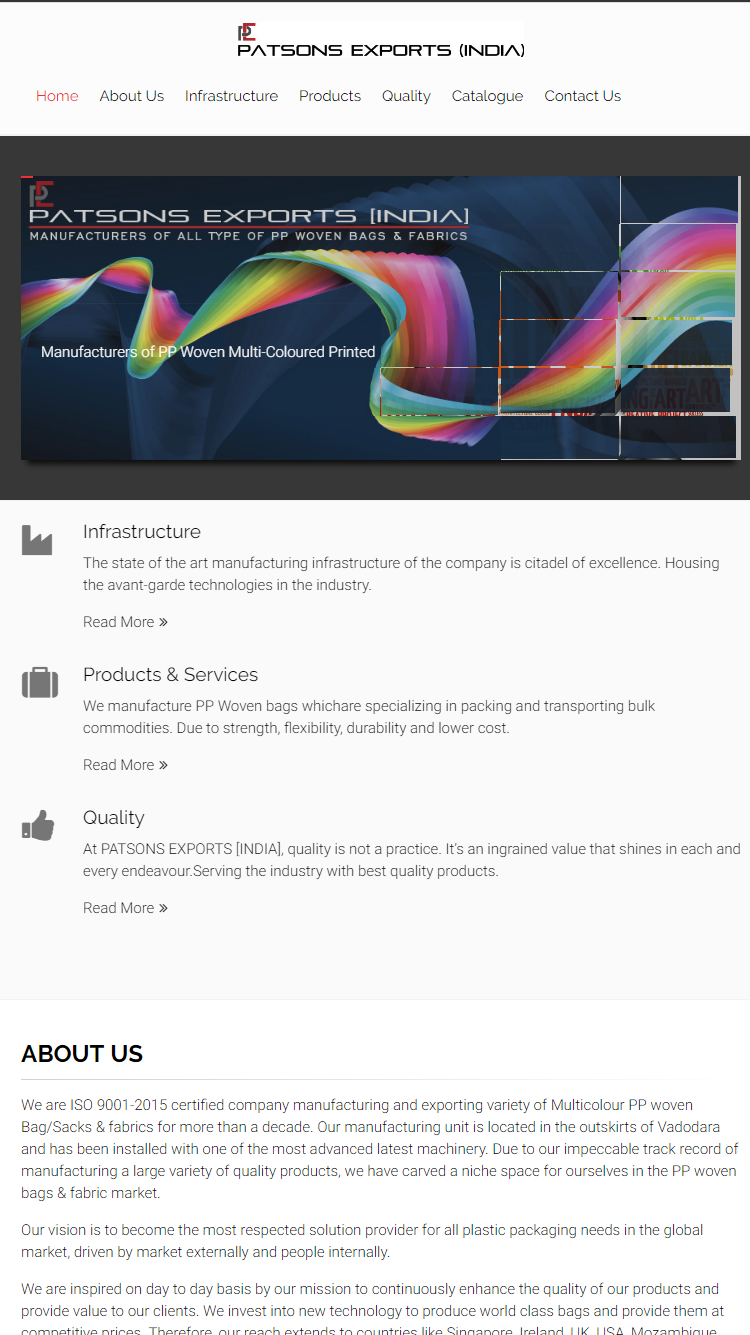 PE
PATSONS EXPORTS (INDIA)
Home About Us Infrastructure Products Quality Catalogue Contact Us
PE
PATSONS EXPORTS [INDIA]
MANUFACTURERS OF ALL TYPE OF PP WOVEN BAGS & FABRICS
Manufacturers of PP Woven Multi-Coloured Printed
Infrastructure
The state of the art manufacturing infrastructure of the company is citadel of excellence. Housing
the avant-garde technologies in the industry.
Read More »
Products & Services
We manufacture PP Woven bags whichare specializing in packing and transporting bulk
commodities. Due to strength, flexibility, durability and lower cost.
Read More »
Quality
At PATSONS EXPORTS [INDIA], quality is not a practice. It's an ingrained value that shines in each and
every endeavour.Serving the industry with best quality products.
Read More »
ABOUT US
We are ISO 9001-2015 certified company manufacturing and exporting variety of Multicolour PP woven
Bag/Sacks & fabrics for more than a decade. Our manufacturing unit is located in the outskirts of Vadodara
and has been installed with one of the most advanced latest machinery. Due to our impeccable track record of
manufacturing a large variety of quality products, we have carved a niche space for ourselves in the PP woven
bags & fabric market.
Our vision is to become the most respected solution provider for all plastic packaging needs in the global
market, driven by market externally and people internally.
We are inspired on day to day basis by our mission to continuously enhance the quality of our products and
provide value to our clients. We invest into new technology to produce world class bags and provide them at
competitive prices. Therefore, our reach extends to countries like Singapore, Ireland, UK, USA, Mozambique,